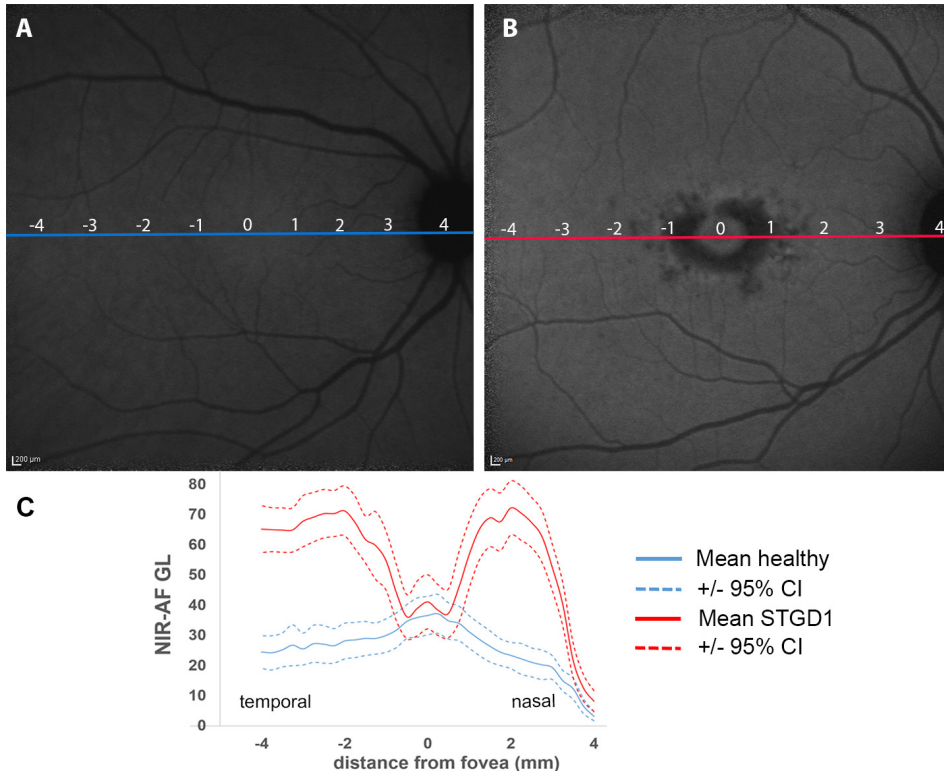 A
-4 -3 -2 -1 0 1 2 3 4
200 µm
B
-4 -3 -2 -1 0 1 2 3 4
200 µm
C
80
70
60
50
40
30
20
10
0
NIR-AF GL
temporal
nasal
-4 -2 0 2 4
distance from fovea (mm)
Mean healthy
+/- 95% CI
Mean STGD1
+/- 95% CI